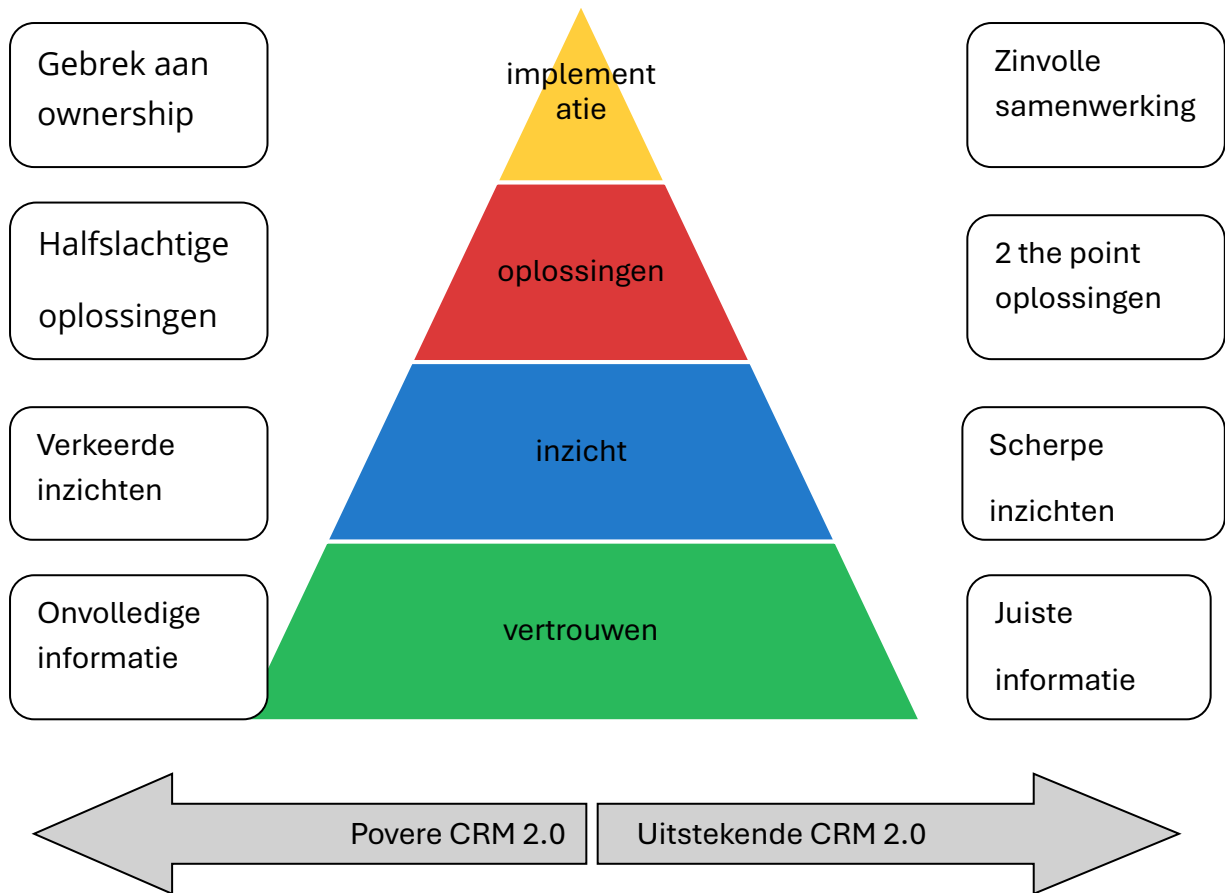 Gebrek aan
ownership
implement
atie
Zinvolle
samenwerking
Halfslachtige
oplossingen
oplossingen
2 the point
oplossingen
Verkeerde
inzichten
inzicht
Scherpe
inzichten
Onvolledige
informatie
vertrouwen
Juiste
informatie
Povere CRM 2.0
Uitstekende CRM 2.0